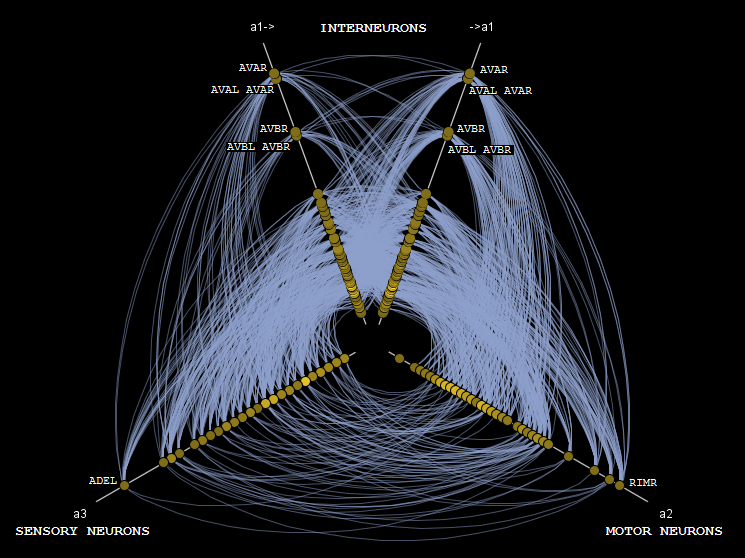 a1-> INTERNEURONS ->a1
AVAR AVAR
AVAL AVAR AVAL AVAR
AVBR AVBR
AVBL AVBR AVBL AVBR
ADEL RIMR
a3 a2
SENSORY NEURONS MOTOR NEURONS